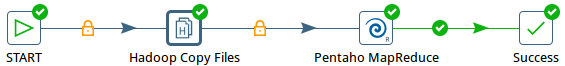 START
Hadoop Copy Files
Pentaho MapReduce
Success
H
R